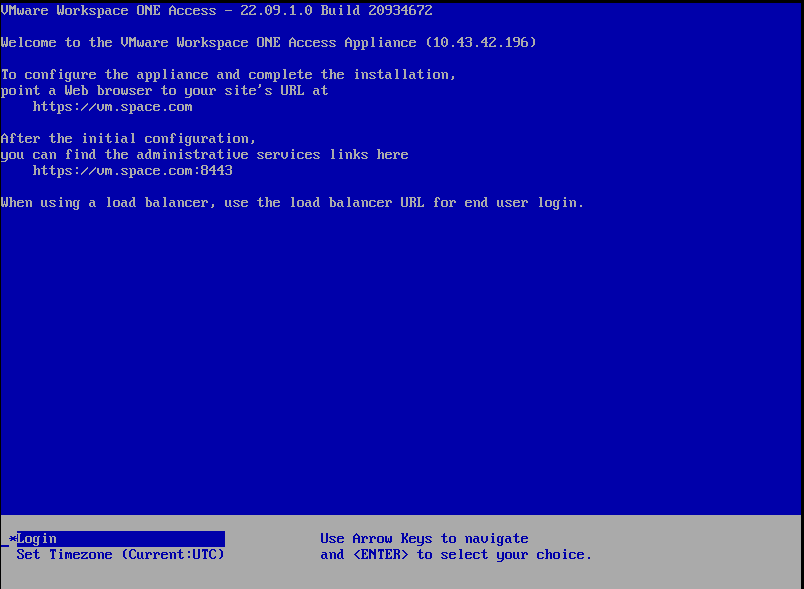 VMware Workspace ONE Access - 22.09.1.0 Build 20934672
Welcome to the VMware Workspace ONE Access Appliance (10.43.42.196)
To configure the appliance and complete the installation,
point a Web browser to your site's URL at
https://vm.space.com
After the initial configuration,
you can find the administrative services links here
https://vm.space.com:8443
When using a load balancer, use the load balancer URL for end user login.
*Login
Set Timezone (Current:UTC)
Use Arrow Keys to navigate
and <ENTER> to select your choice.